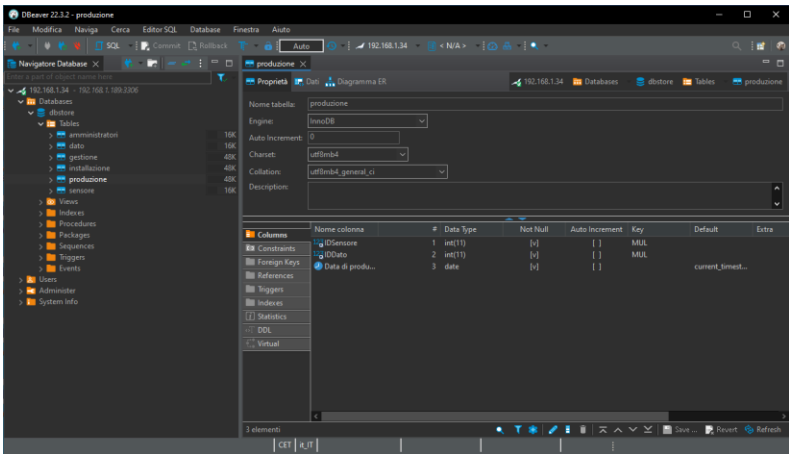 DBeaver 22.3.2 - produzione
File Modifica Naviga Cerca Editor SQL Database Finestra Aiuto
SQL Commit Rollback Auto 192.168.1.34 < N/A >
Navigatore Database produzione
Enter a part of object name here
Proprietà Dati Diagramma ER 192.168.1.34 Databases dbstore Tables produzione
192.168.1.34 - 192.168.1.189:3306
Databases
dbstore
Tables
amministratori 16K
dato 16K
gestione 48K
installazione 48K
produzione 48K
sensore 16K
Views
Indexes
Procedures
Packages
Sequences
Triggers
Events
Users
Administer
System Info
Nome tabella: produzione
Engine: InnoDB
Auto Increment: 0
Charset: utf8mb4
Collation: utf8mb4_general_ci
Description:
Columns
Constraints
Foreign Keys
References
Triggers
Indexes
Statistics
DDL
Virtual
Nome colonna # Data Type Not Null Auto Increment Key Default Extra
IDSensore 1 int(11) [v] [ ] MUL
IDDato 2 int(11) [v] [ ] MUL
Data di produ... 3 date [v] [ ] current_timest...
3 elementi Save ... Revert Refresh
CET it_IT